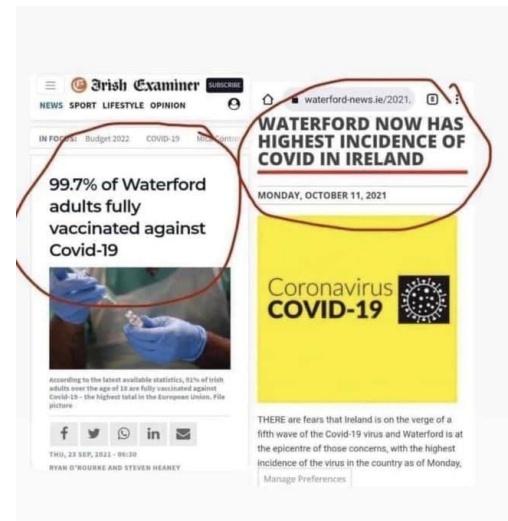 Irish Examiner
SUBSCRIBE
NEWS SPORT LIFESTYLE OPINION
IN FOCUS: Budget 2022 COVID-19
99.7% of Waterford
adults fully
vaccinated against
Covid-19
According to the latest available statistics, 92% of Irish
adults over the age of 18 are fully vaccinated against
Covid-19 - the highest total in the European Union. File
picture
THU, 23 SEP, 2021 - 06:30
RYAN O'ROURKE AND STEVEN HEANEY
waterford-news.ie/2021.
8
WATERFORD NOW HAS
HIGHEST INCIDENCE OF
COVID IN IRELAND
MONDAY, OCTOBER 11, 2021
Coronavirus
COVID-19
THERE are fears that Ireland is on the verge of a
fifth wave of the Covid-19 virus and Waterford is at
the epicentre of those concerns, with the highest
incidence of the virus in the country as of Monday,
Manage Preferences